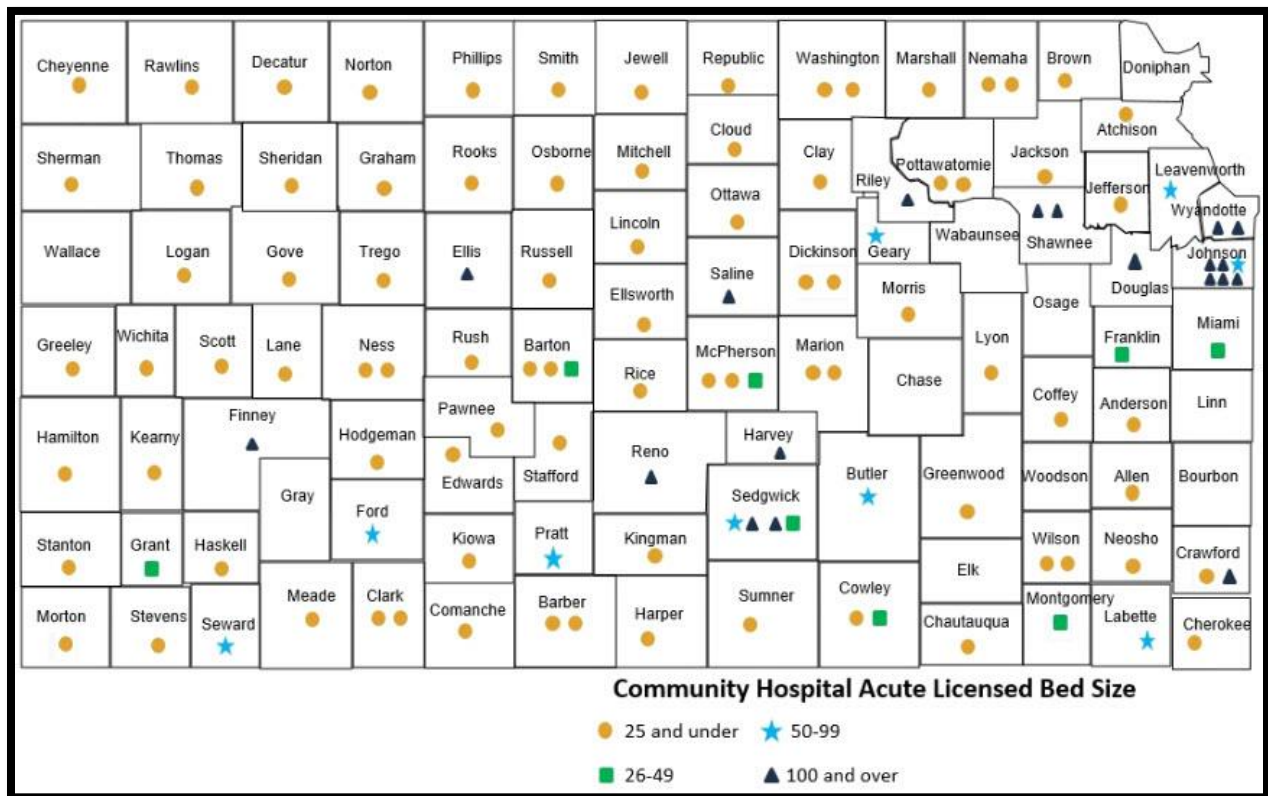 Cheyenne
Rawlins
Decatur
Norton
Phillips
Smith
Jewell
Republic
Washington
Marshall
Nemaha
Brown
Doniphan
Sherman
Thomas
Sheridan
Graham
Rooks
Osborne
Mitchell
Cloud
Clay
Riley
Pottawatomie
Jackson
Atchison
Jefferson
Leavenworth
Wyandotte
Wallace
Logan
Gove
Trego
Ellis
Russell
Lincoln
Ottawa
Saline
Dickinson
Geary
Wabaunsee
Shawnee
Douglas
Johnson
Ellsworth
Morris
Osage
Greeley
Wichita
Scott
Lane
Ness
Rush
Barton
Rice
McPherson
Marion
Chase
Lyon
Franklin
Miami
Hamilton
Kearny
Finney
Hodgeman
Pawnee
Edwards
Stafford
Reno
Harvey
Coffey
Anderson
Linn
Gray
Ford
Sedgwick
Butler
Greenwood
Woodson
Allen
Bourbon
Stanton
Grant
Haskell
Kiowa
Pratt
Kingman
Elk
Wilson
Neosho
Crawford
Morton
Stevens
Seward
Meade
Clark
Comanche
Barber
Harper
Sumner
Cowley
Chautauqua
Montgomery
Labette
Cherokee
Community Hospital Acute Licensed Bed Size
25 and under
50-99
26-49
100 and over